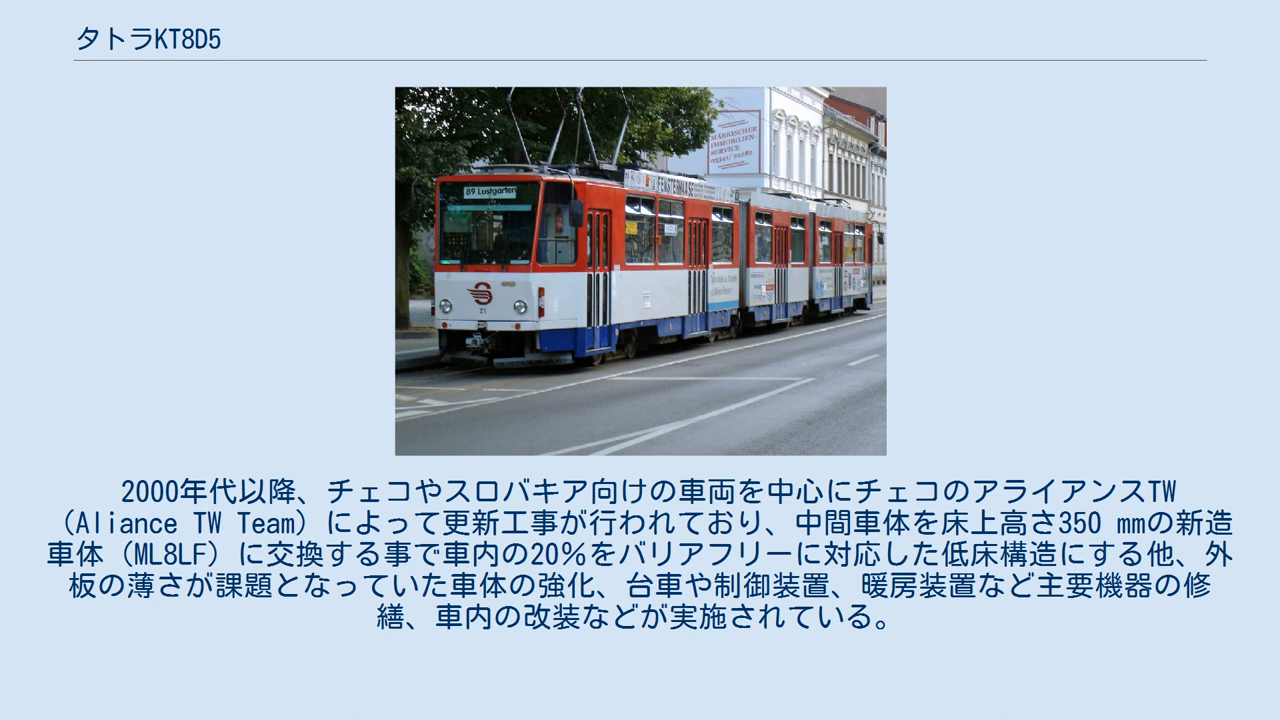 タトラKT8D5
MÄRKISCHER
IMMOBILIEN-
SERVICE
89 Lustgarten
FENSTERHAASE
21
2000年代以降、チェコやスロバキア向けの車両を中心にチェコのアライアンスTW
（Aliance TW Team）によって更新工事が行われており、中間車体を床上高さ350 mmの新造
車体（ML8LF）に交換する事で車内の20％をバリアフリーに対応した低床構造にする他、外
板の薄さが課題となっていた車体の強化、台車や制御装置、暖房装置など主要機器の修
繕、車内の改装などが実施されている。